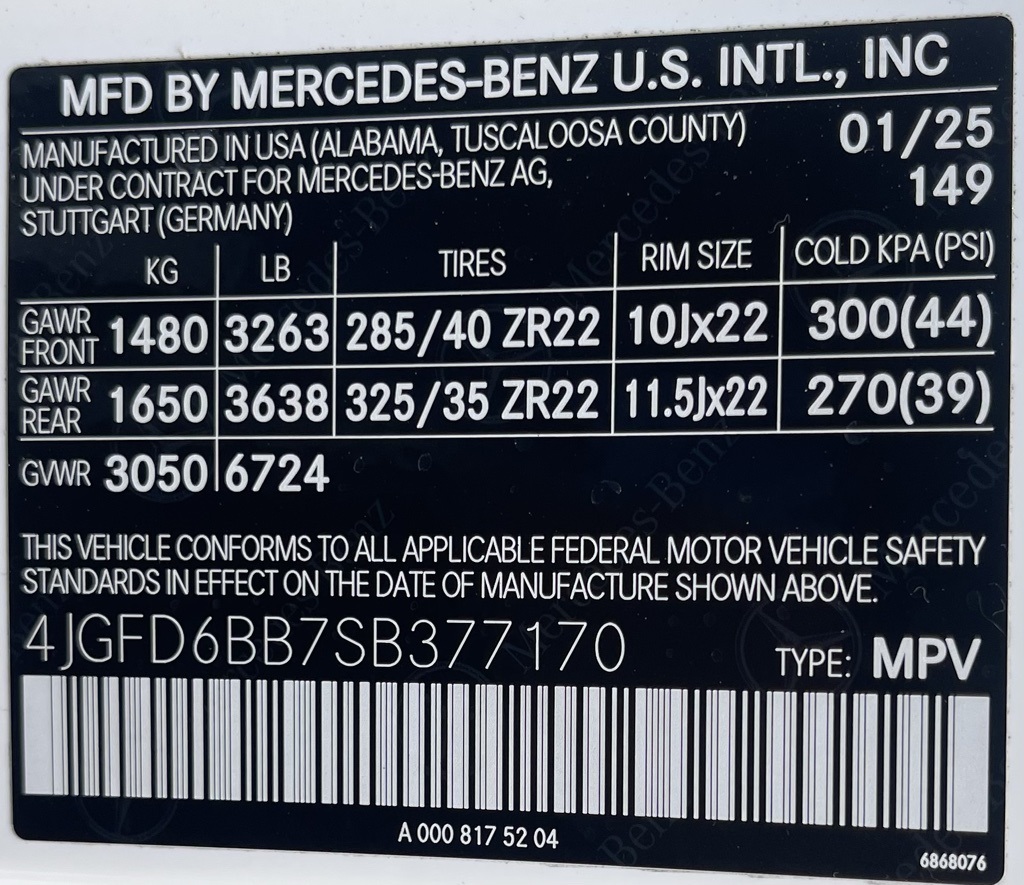 MFD BY MERCEDES-BENZ U.S. INTL., INC
MANUFACTURED IN USA (ALABAMA, TUSCALOOSA COUNTY) 01/25
UNDER CONTRACT FOR MERCEDES-BENZ AG, 149
STUTTGART (GERMANY)
KG LB TIRES RIM SIZE COLD KPA (PSI)
GAWR FRONT 1480 3263 285/40 ZR22 10Jx22 300(44)
GAWR REAR 1650 3638 325/35 ZR22 11.5Jx22 270(39)
GVWR 3050 6724
THIS VEHICLE CONFORMS TO ALL APPLICABLE FEDERAL MOTOR VEHICLE SAFETY
STANDARDS IN EFFECT ON THE DATE OF MANUFACTURE SHOWN ABOVE.
4JGFD6BB7SB377170 TYPE: MPV
A 000 817 52 04
6868076